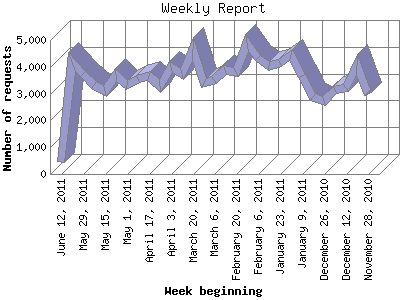 Weekly Report
Number of requests
5,000
4,000
3,000
2,000
1,000
0
June 12, 2011
May 29, 2011
May 15, 2011
May 1, 2011
April 17, 2011
April 3, 2011
March 20, 2011
March 6, 2011
February 20, 2011
February 6, 2011
January 23, 2011
January 9, 2011
December 26, 2010
December 12, 2010
November 28, 2010
Week beginning